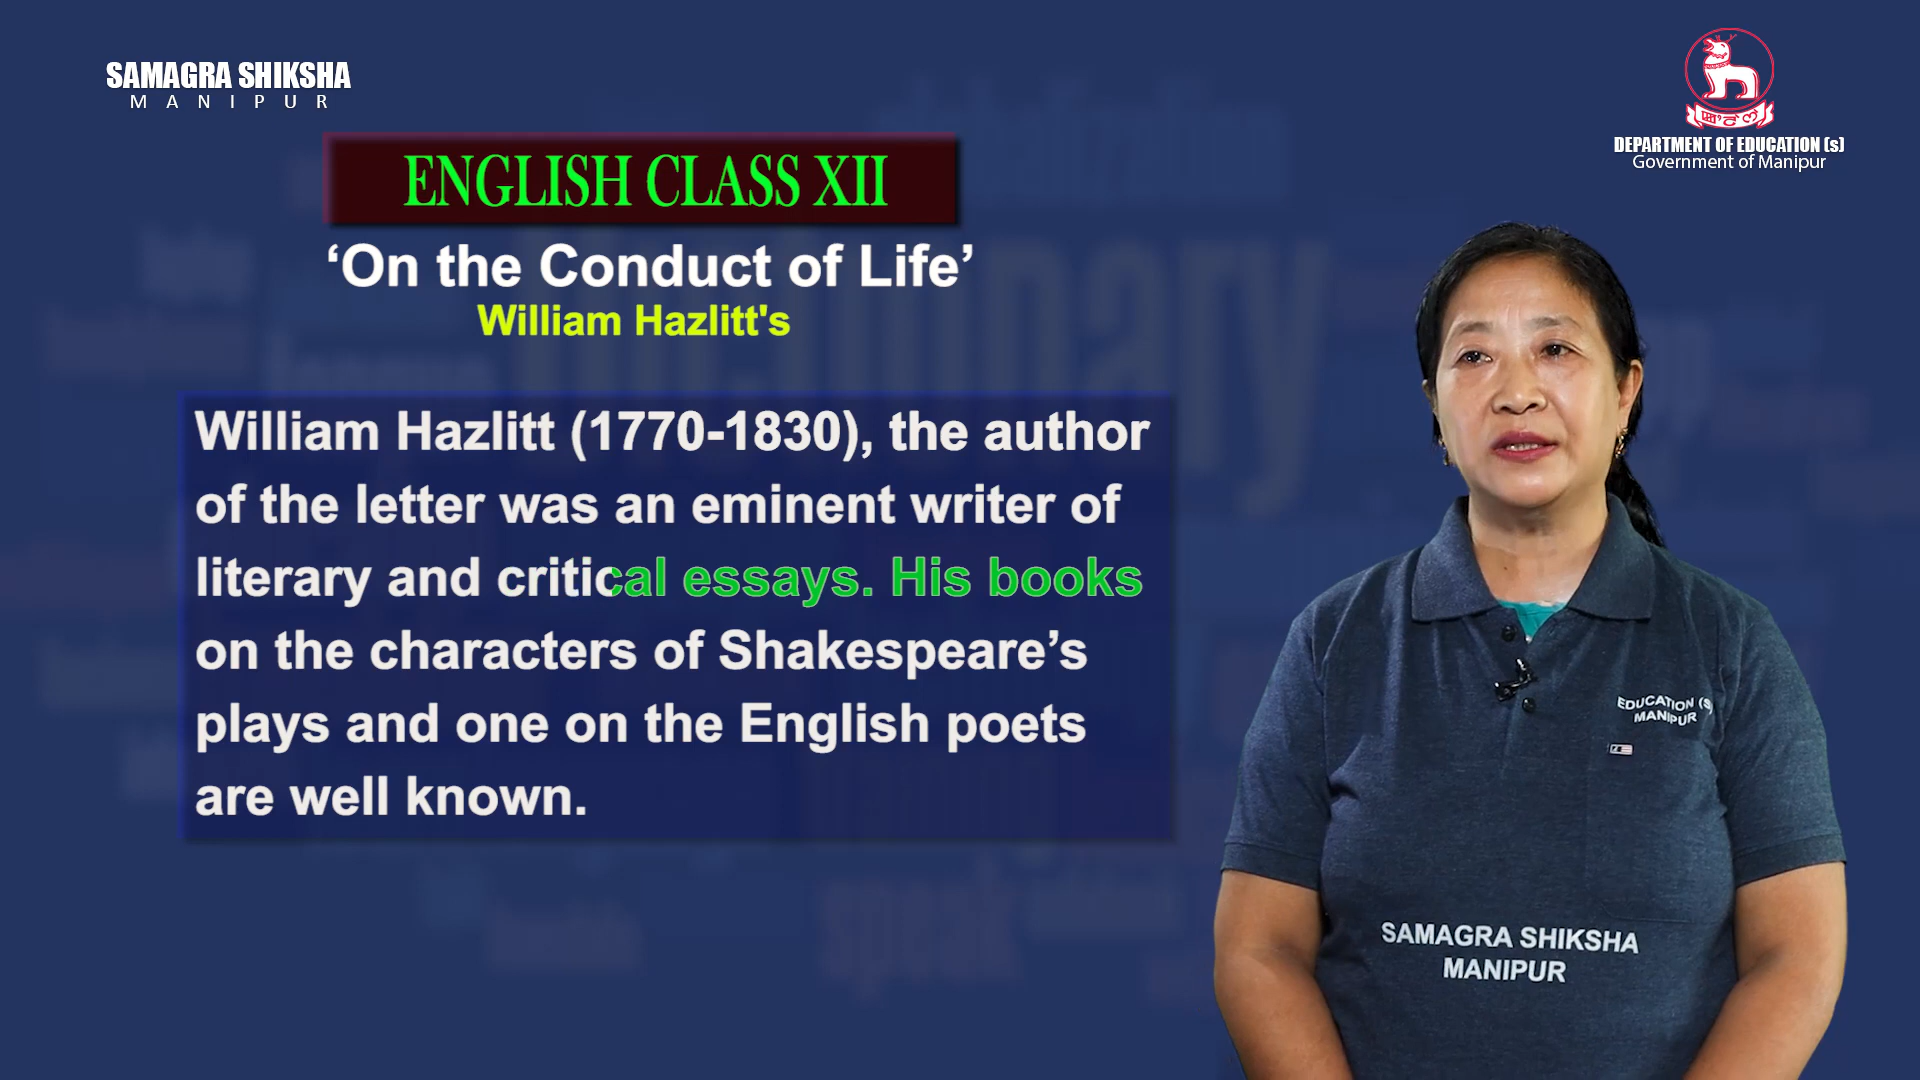 SAMAGRA SHIKSHA
MANIPUR
DEPARTMENT OF EDUCATION (s)
Government of Manipur
ENGLISH CLASS XII
‘On the Conduct of Life’
William Hazlitt's
William Hazlitt (1770-1830), the author
of the letter was an eminent writer of
literary and critical essays. His books
on the characters of Shakespeare’s
plays and one on the English poets
are well known.
EDUCATION (S)
MANIPUR
SAMAGRA SHIKSHA
MANIPUR
speak